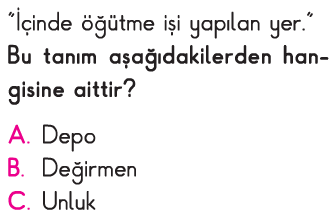 "İçinde öğütme işi yapılan yer."
Bu tanım aşağıdakilerden han-
gisine aittir?
A. Depo
B. Değirmen
C. Unluk